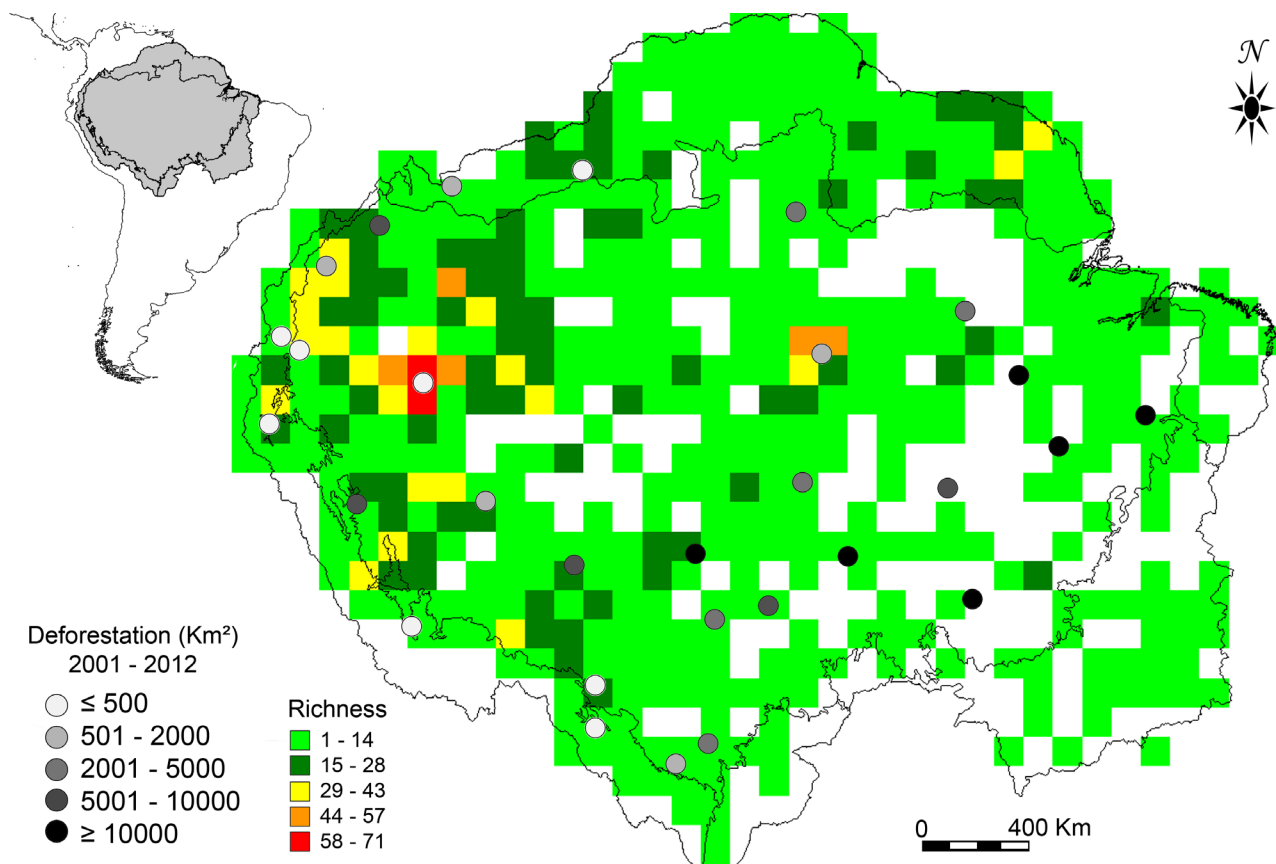 N
Deforestation (Km²)
2001 - 2012
≤ 500
501 - 2000
2001 - 5000
5001 - 10000
≥ 10000
Richness
1 - 14
15 - 28
29 - 43
44 - 57
58 - 71
0 400 Km